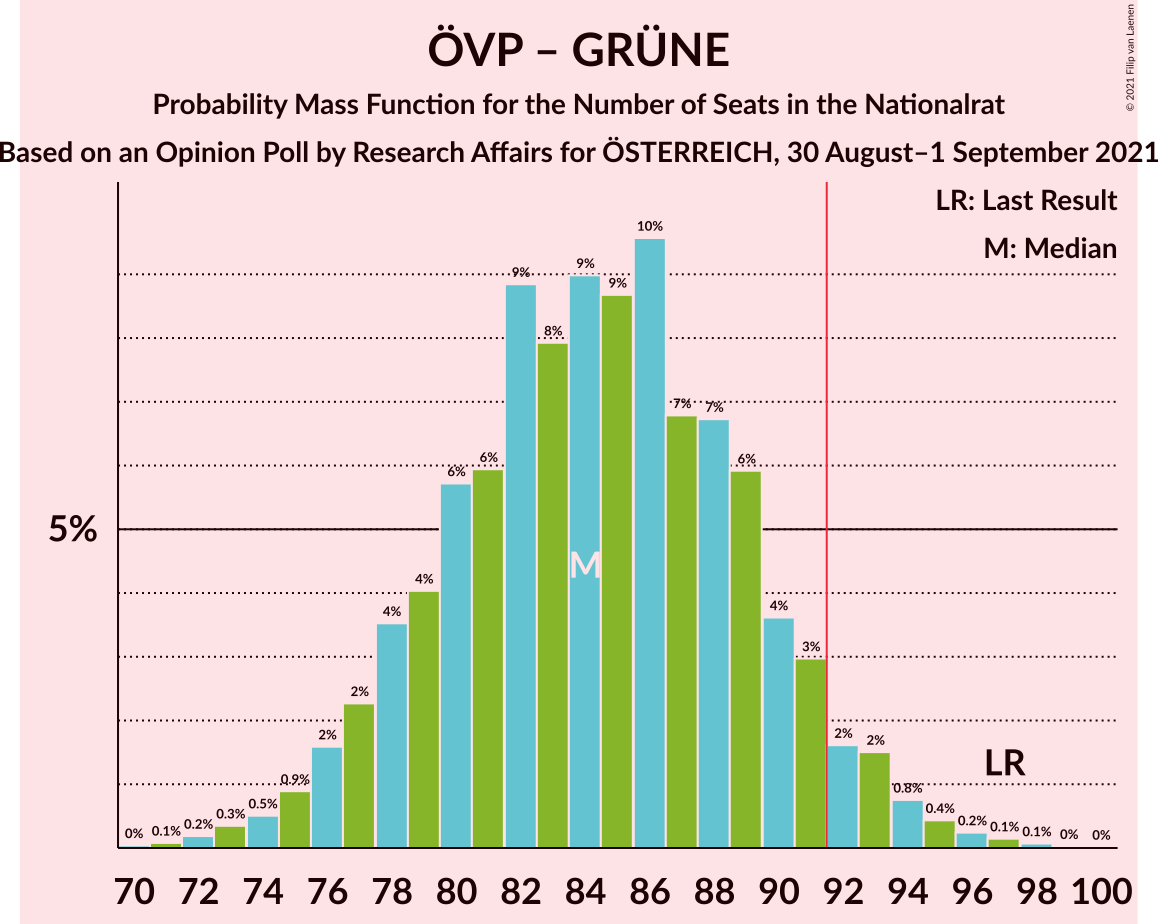 © 2021 Filip van Laenen
ÖVP – GRÜNE
Probability Mass Function for the Number of Seats in the Nationalrat
Based on an Opinion Poll by Research Affairs for ÖSTERREICH, 30 August–1 September 2021
LR: Last Result
M: Median
5%
0% 0.1% 0.2% 0.3% 0.5% 0.9% 2% 2% 4% 4% 6% 6% 9% 8% 9% 9% 10% 7% 7% 6% 4% 3% 2% 2% 0.8% 0.4% 0.2% 0.1% 0.1% 0% 0%
M
LR
70 72 74 76 78 80 82 84 86 88 90 92 94 96 98 100